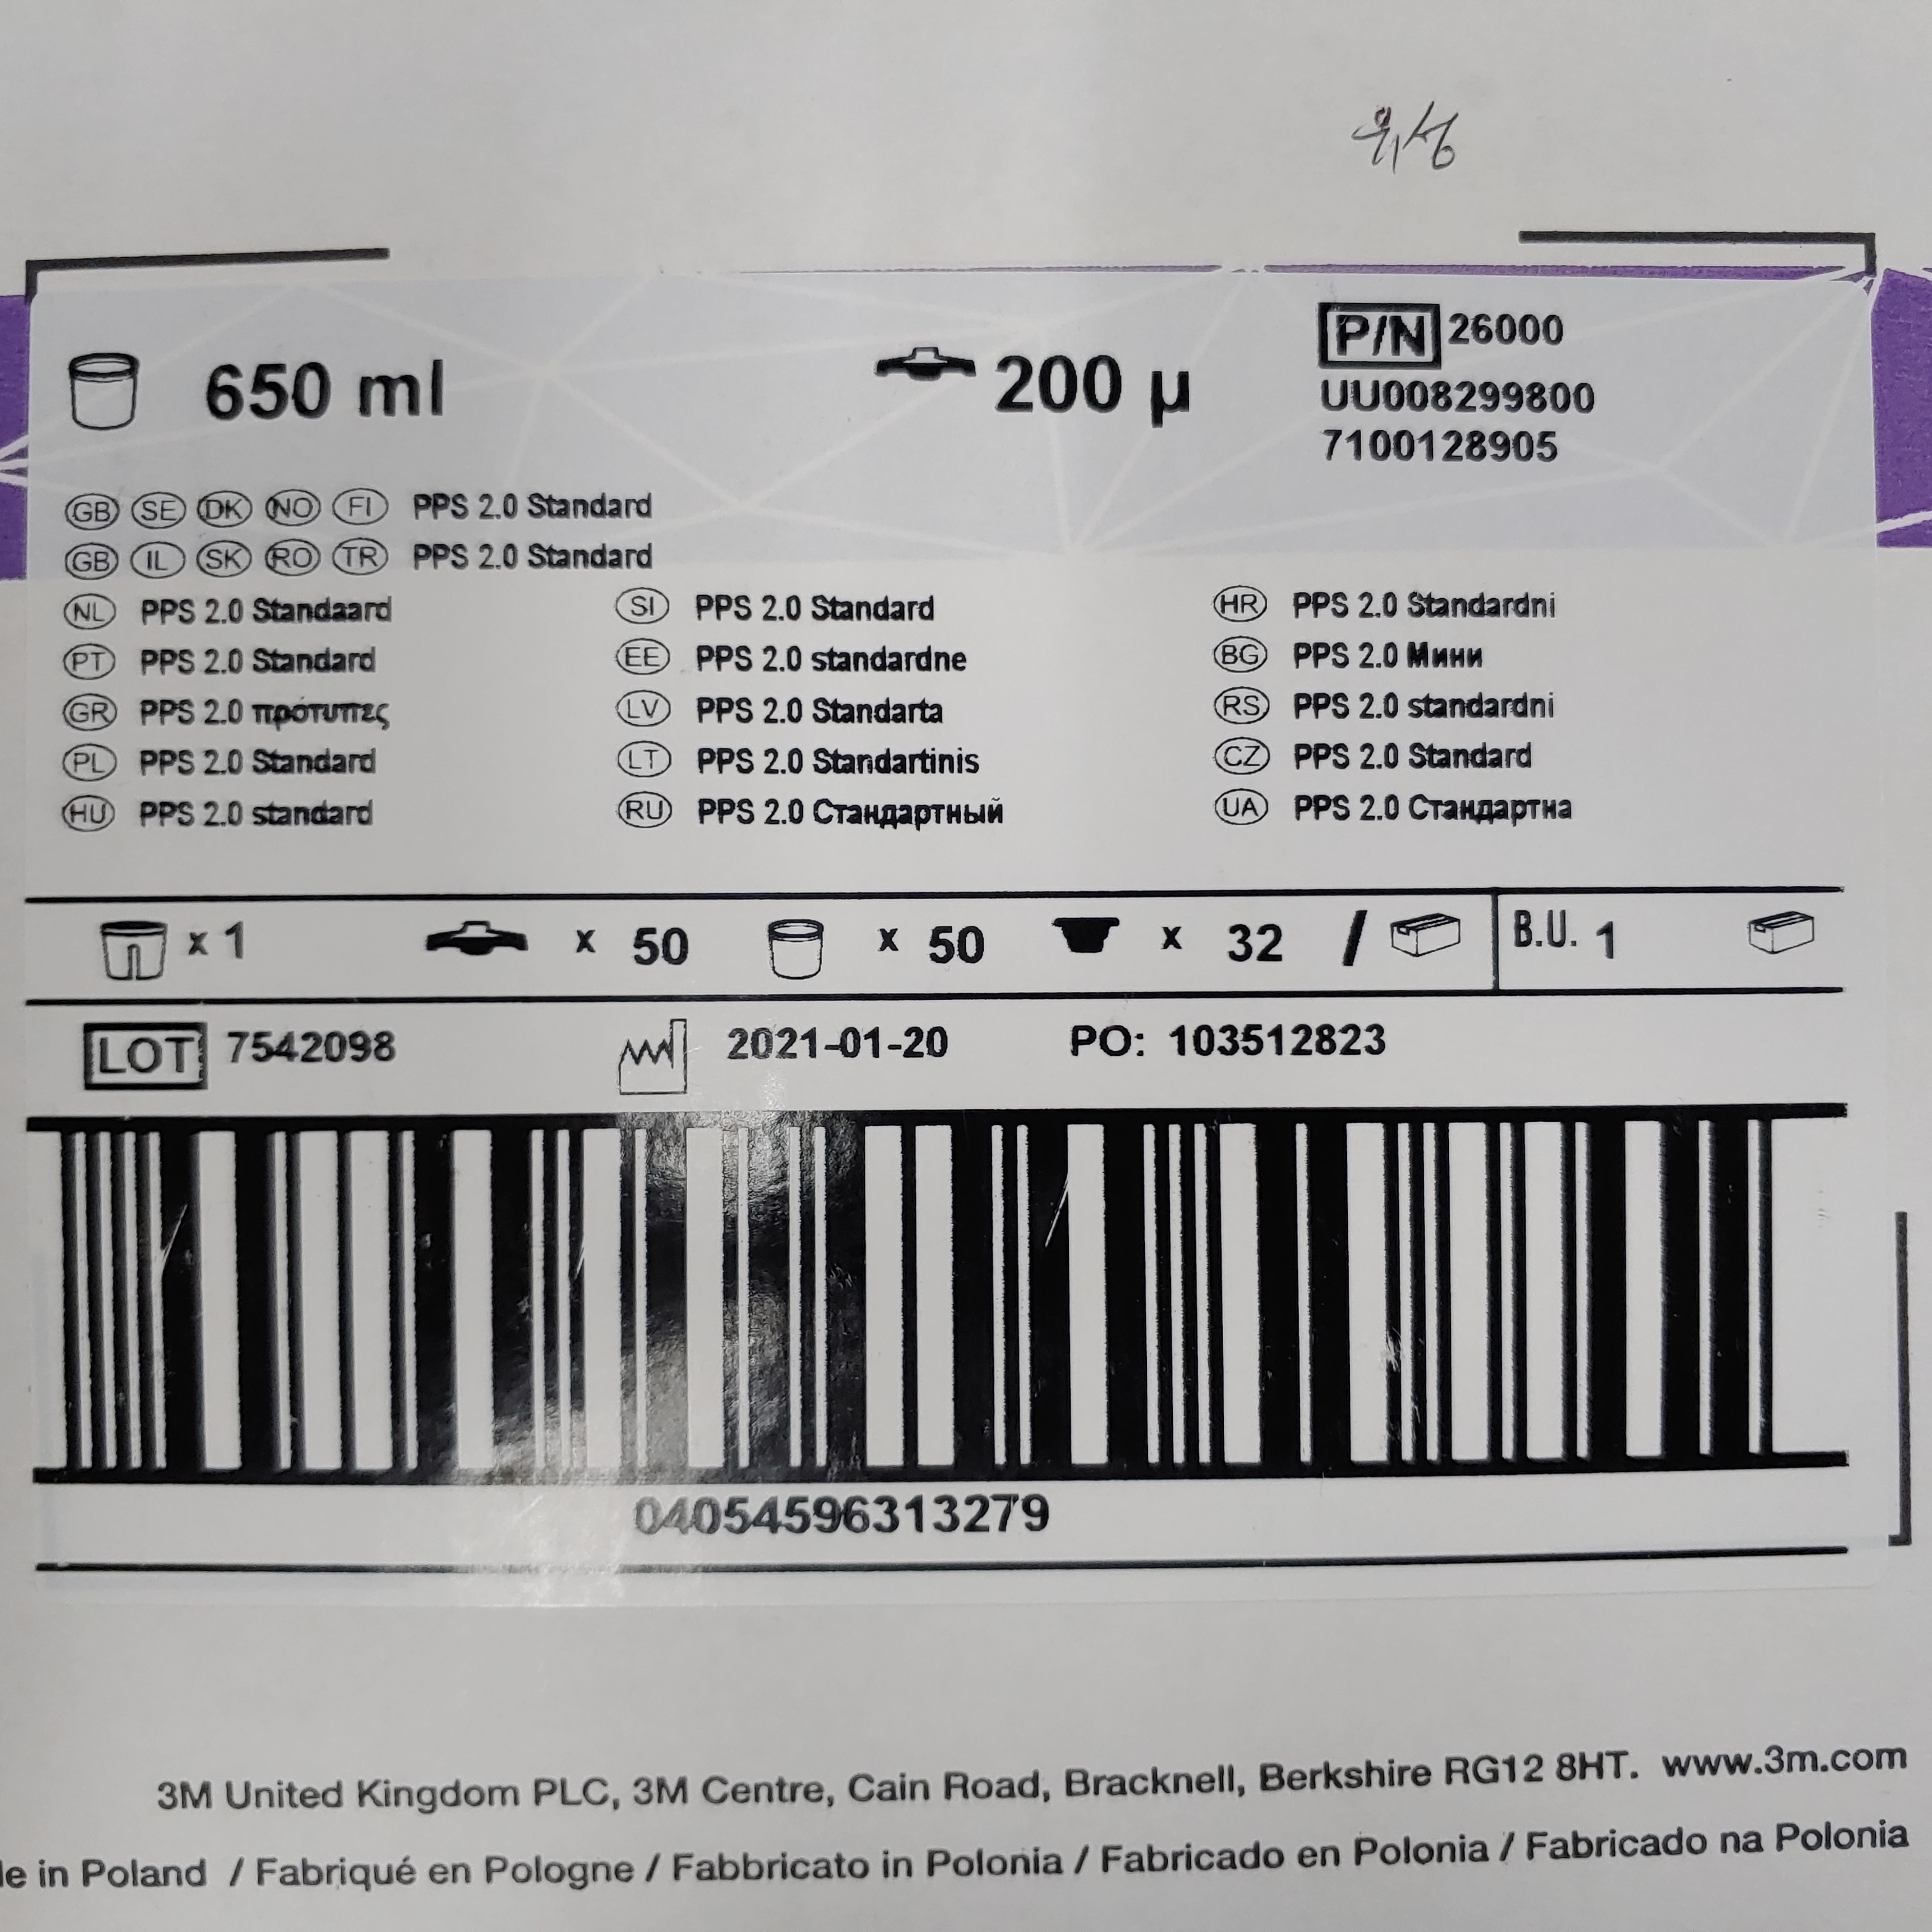 위성
650 ml
200 µ
P/N 26000
UU008299800
7100128905
GB SE DK NO FI PPS 2.0 Standard
GB IL SK RO TR PPS 2.0 Standard
NL PPS 2.0 Standaard
SI PPS 2.0 Standard
HR PPS 2.0 Standardni
PT PPS 2.0 Standard
EE PPS 2.0 standardne
BG PPS 2.0 Мини
GR PPS 2.0 πρότυπες
LV PPS 2.0 Standarta
RS PPS 2.0 standardni
PL PPS 2.0 Standard
LT PPS 2.0 Standartinis
CZ PPS 2.0 Standard
HU PPS 2.0 standard
RU PPS 2.0 Стандартный
UA PPS 2.0 Стандартна
x 1 x 50 x 50 x 32 / B.U. 1
LOT 7542098 2021-01-20 PO: 103512823
04054596313279
3M United Kingdom PLC, 3M Centre, Cain Road, Bracknell, Berkshire RG12 8HT. www.3m.com
le in Poland / Fabriqué en Pologne / Fabbricato in Polonia / Fabricado en Polonia / Fabricado na Polonia